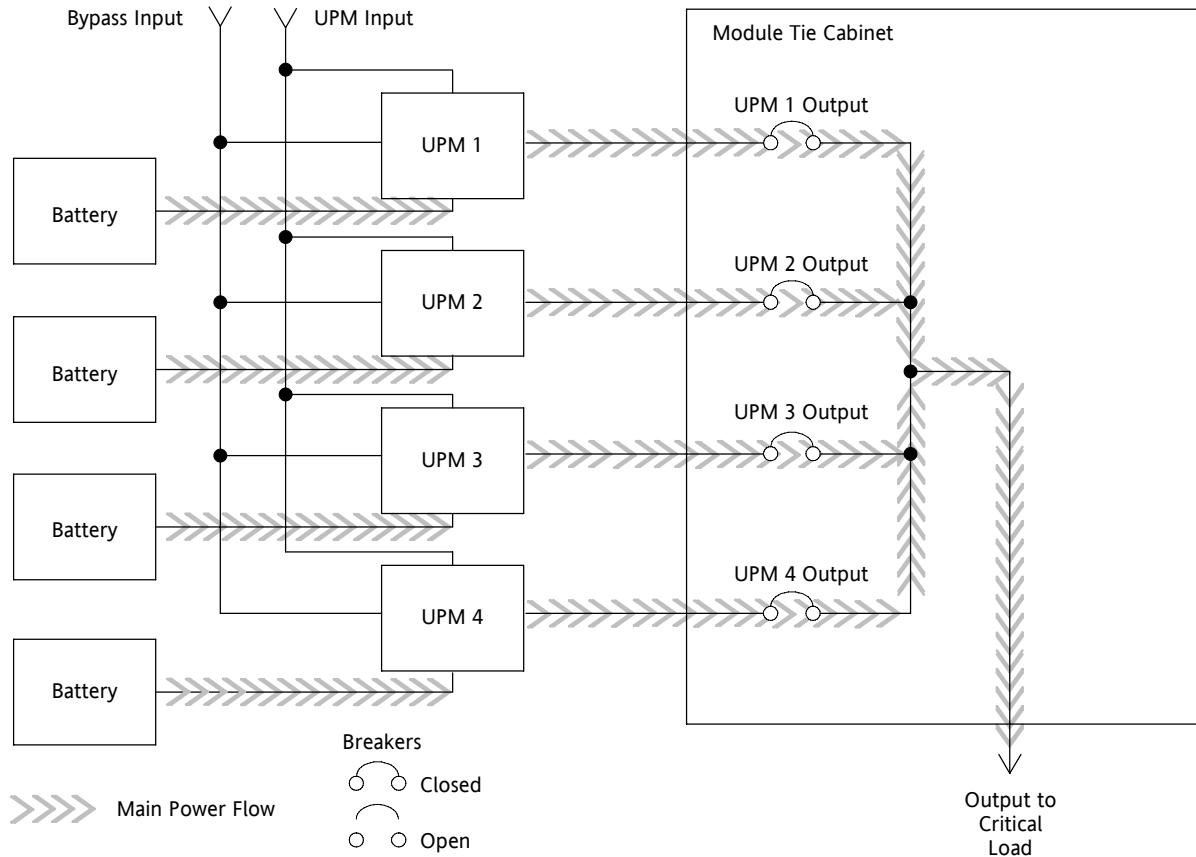 Bypass Input
UPM Input
Module Tie Cabinet
UPM 1 Output
UPM 1
Battery
UPM 2 Output
UPM 2
Battery
UPM 3 Output
UPM 3
Battery
UPM 4 Output
UPM 4
Battery
Breakers
Closed
Open
Main Power Flow
Output to
Critical
Load